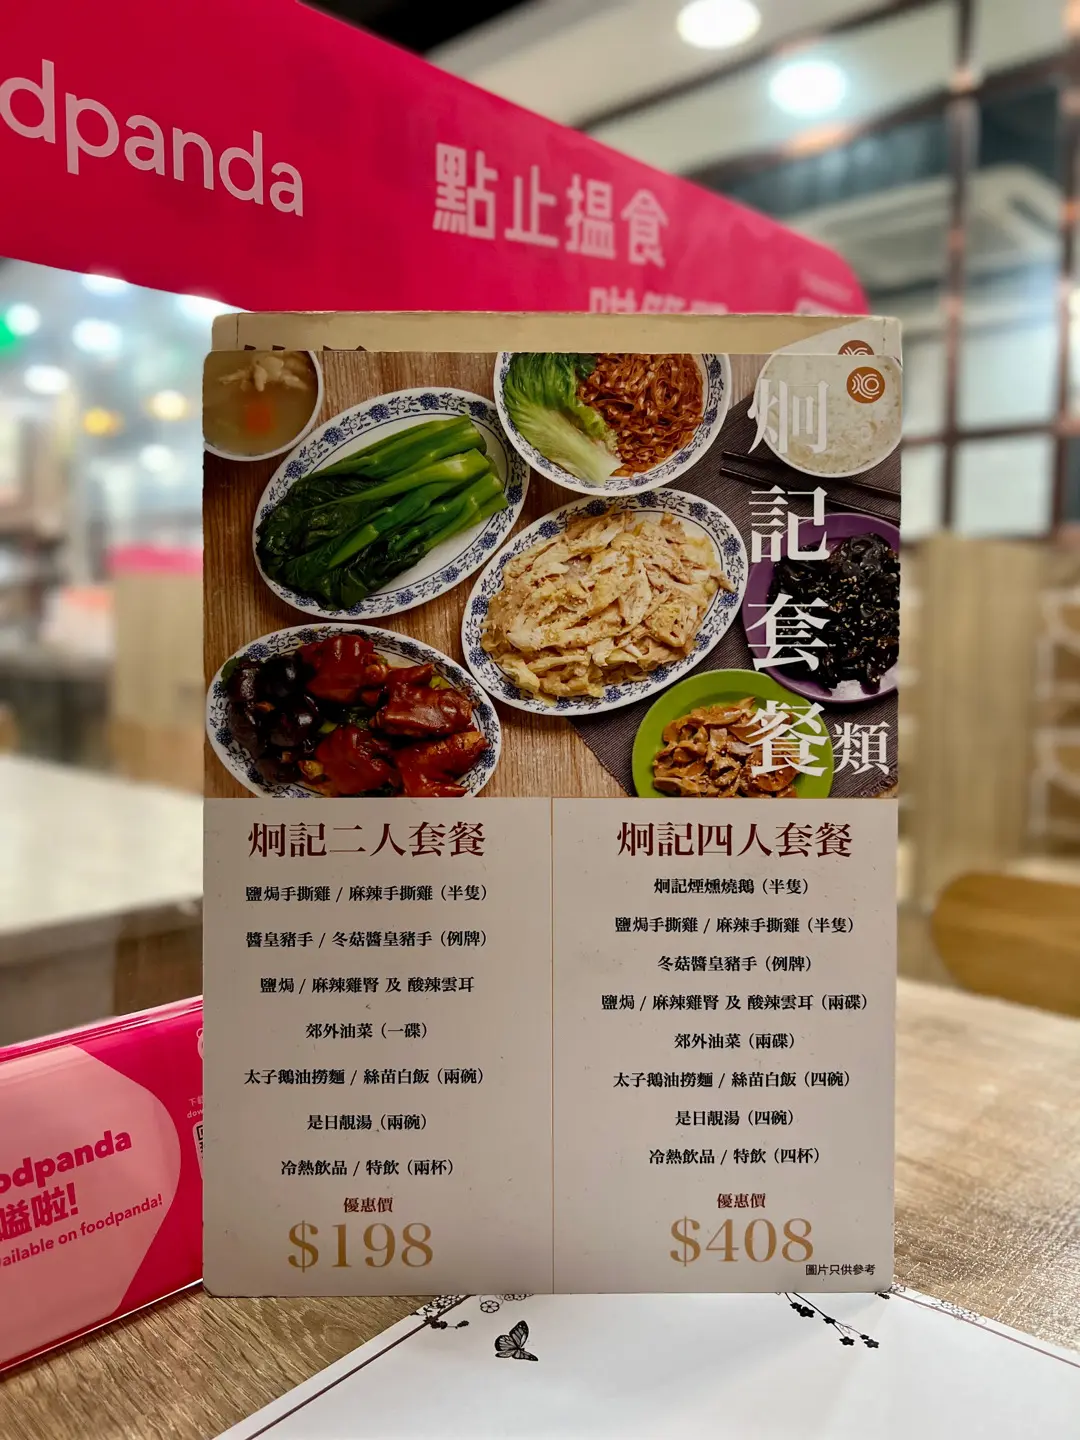 dpanda
點止搵食
炯記套餐類
炯記二人套餐
鹽焗手撕雞 / 麻辣手撕雞（半隻）
醬皇豬手 / 冬菇醬皇豬手（例牌）
鹽焗 / 麻辣雞腎 及 酸辣雲耳
郊外油菜（一碟）
太子鵝油撈麵 / 絲苗白飯（兩碗）
是日靚湯（兩碗）
冷熱飲品 / 特飲（兩杯）
優惠價
$198
炯記四人套餐
炯記煙燻燒鵝（半隻）
鹽焗手撕雞 / 麻辣手撕雞（半隻）
冬菇醬皇豬手（例牌）
鹽焗 / 麻辣雞腎 及 酸辣雲耳（兩碟）
郊外油菜（兩碟）
太子鵝油撈麵 / 絲苗白飯（四碗）
是日靚湯（四碗）
冷熱飲品 / 特飲（四杯）
優惠價
$408
圖片只供參考
odpanda
嗌啦!
ailable on foodpanda!